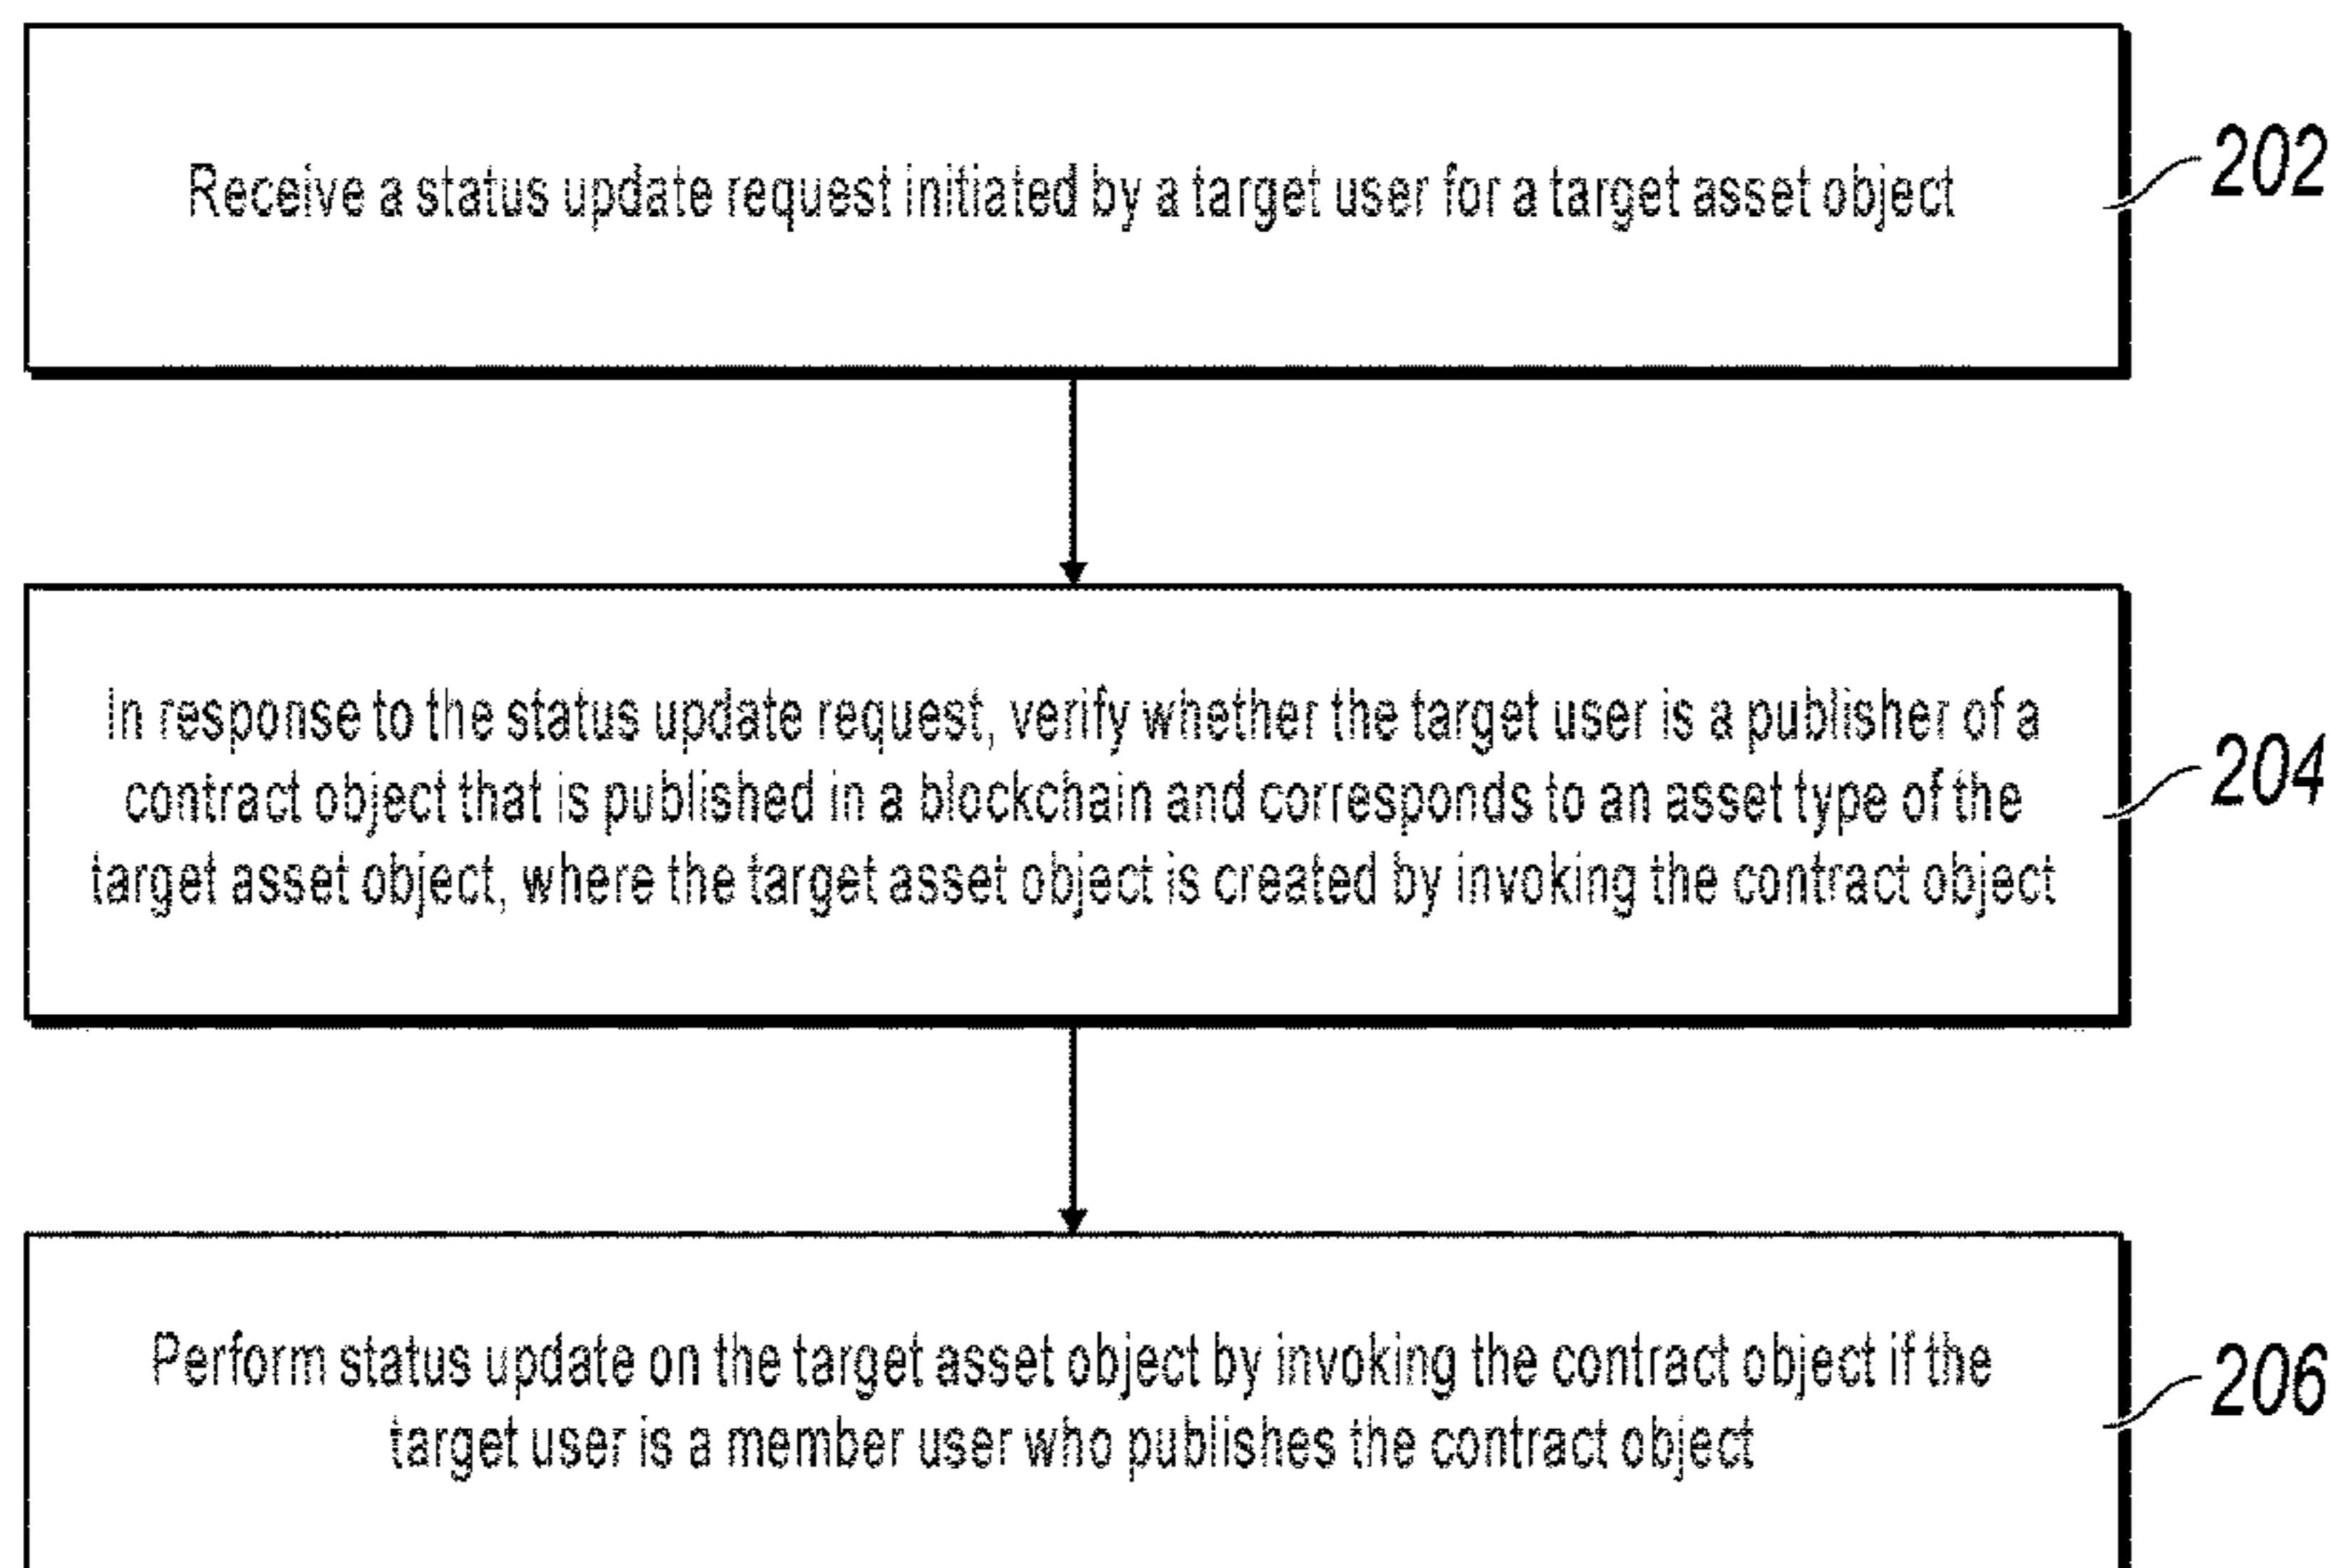 Receive a status update request initiated by a target user for a target asset object
202
In response to the status update request, verify whether the target user is a publisher of a
contract object that is published in a blockchain and corresponds to an asset type of the
target asset object, where the target asset object is created by invoking the contract object
204
Perform status update on the target asset object by invoking the contract object if the
target user is a member user who publishes the contract object
206